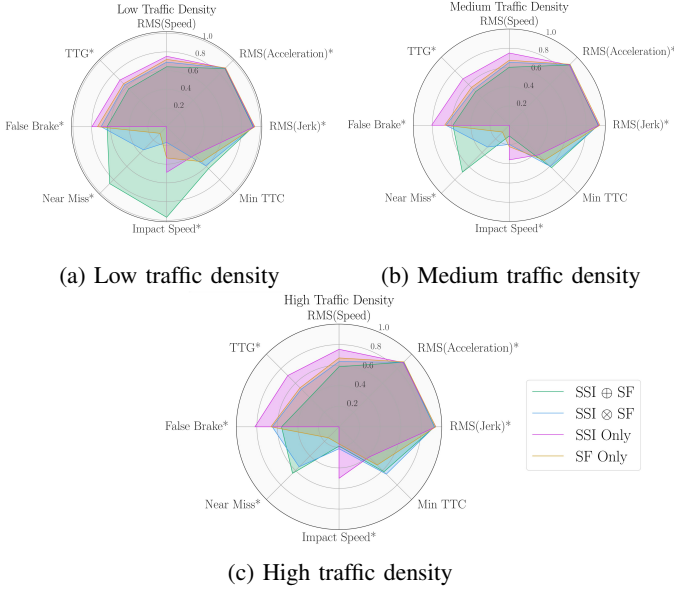 Low Traffic Density
RMS(Speed)
RMS(Acceleration)*
RMS(Jerk)*
Min TTC
Impact Speed*
Near Miss*
False Brake*
TTG*
0.2
0.4
0.6
0.8
1.0
(a) Low traffic density
Medium Traffic Density
RMS(Speed)
RMS(Acceleration)*
RMS(Jerk)*
Min TTC
Impact Speed*
Near Miss*
False Brake*
TTG*
0.2
0.4
0.6
0.8
1.0
(b) Medium traffic density
High Traffic Density
RMS(Speed)
RMS(Acceleration)*
RMS(Jerk)*
Min TTC
Impact Speed*
Near Miss*
False Brake*
TTG*
0.2
0.4
0.6
0.8
1.0
SSI ⊕ SF
SSI ⊗ SF
SSI Only
SF Only
(c) High traffic density